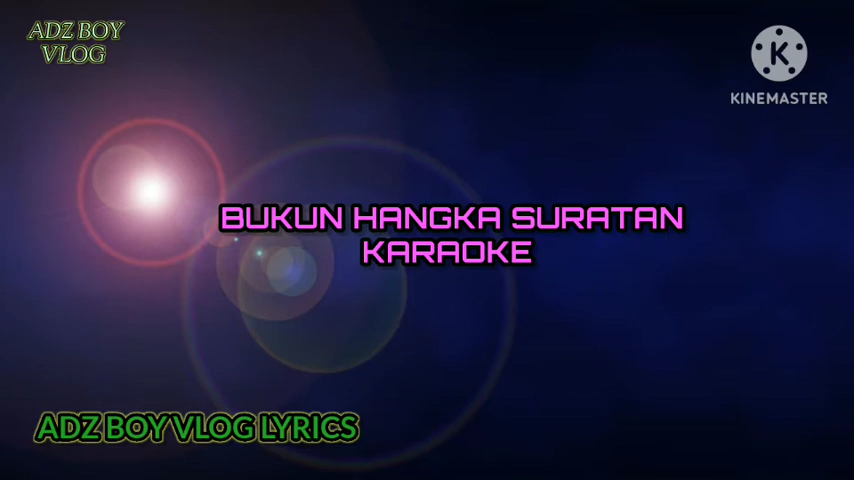 ADZ BOY
VLOG
KINEMASTER
BUKUN HANGKA SURATAN
KARAOKE
ADZ BOY VLOG LYRICS